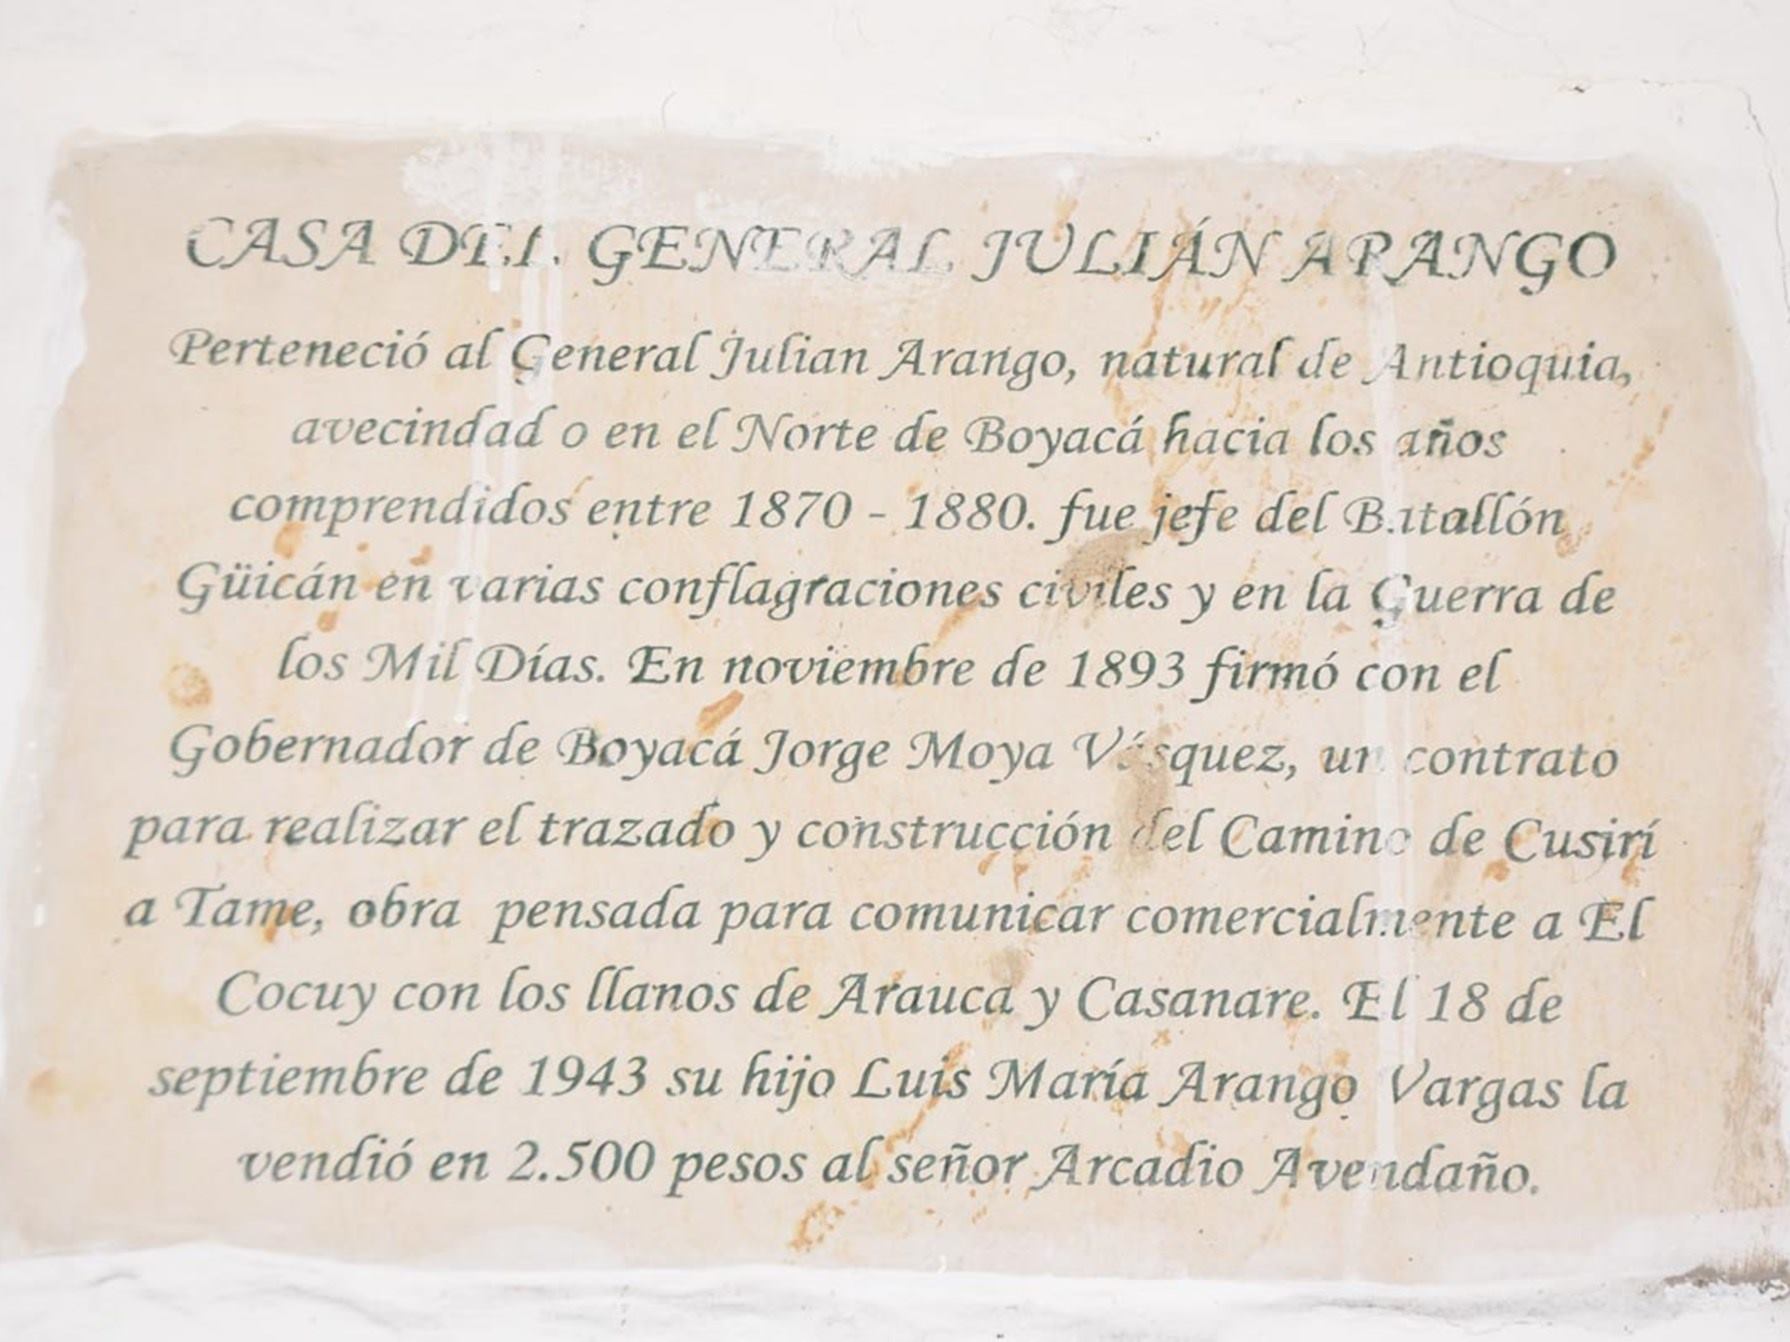 CASA DEL GENERAL JULIÁN ARANGO
Perteneció al General Julian Arango, natural de Antioquia,
avecindad o en el Norte de Boyacá hacia los años
comprendidos entre 1870 - 1880. fue jefe del Batallón
Güicán en varias conflagraciones civiles y en la Guerra de
los Mil Días. En noviembre de 1893 firmó con el
Gobernador de Boyacá Jorge Moya Vásquez, un contrato
para realizar el trazado y construcción del Camino de Cusirí
a Tame, obra pensada para comunicar comercialmente a El
Cocuy con los llanos de Arauca y Casanare. El 18 de
septiembre de 1943 su hijo Luis María Arango Vargas la
vendió en 2.500 pesos al señor Arcadio Avendaño.